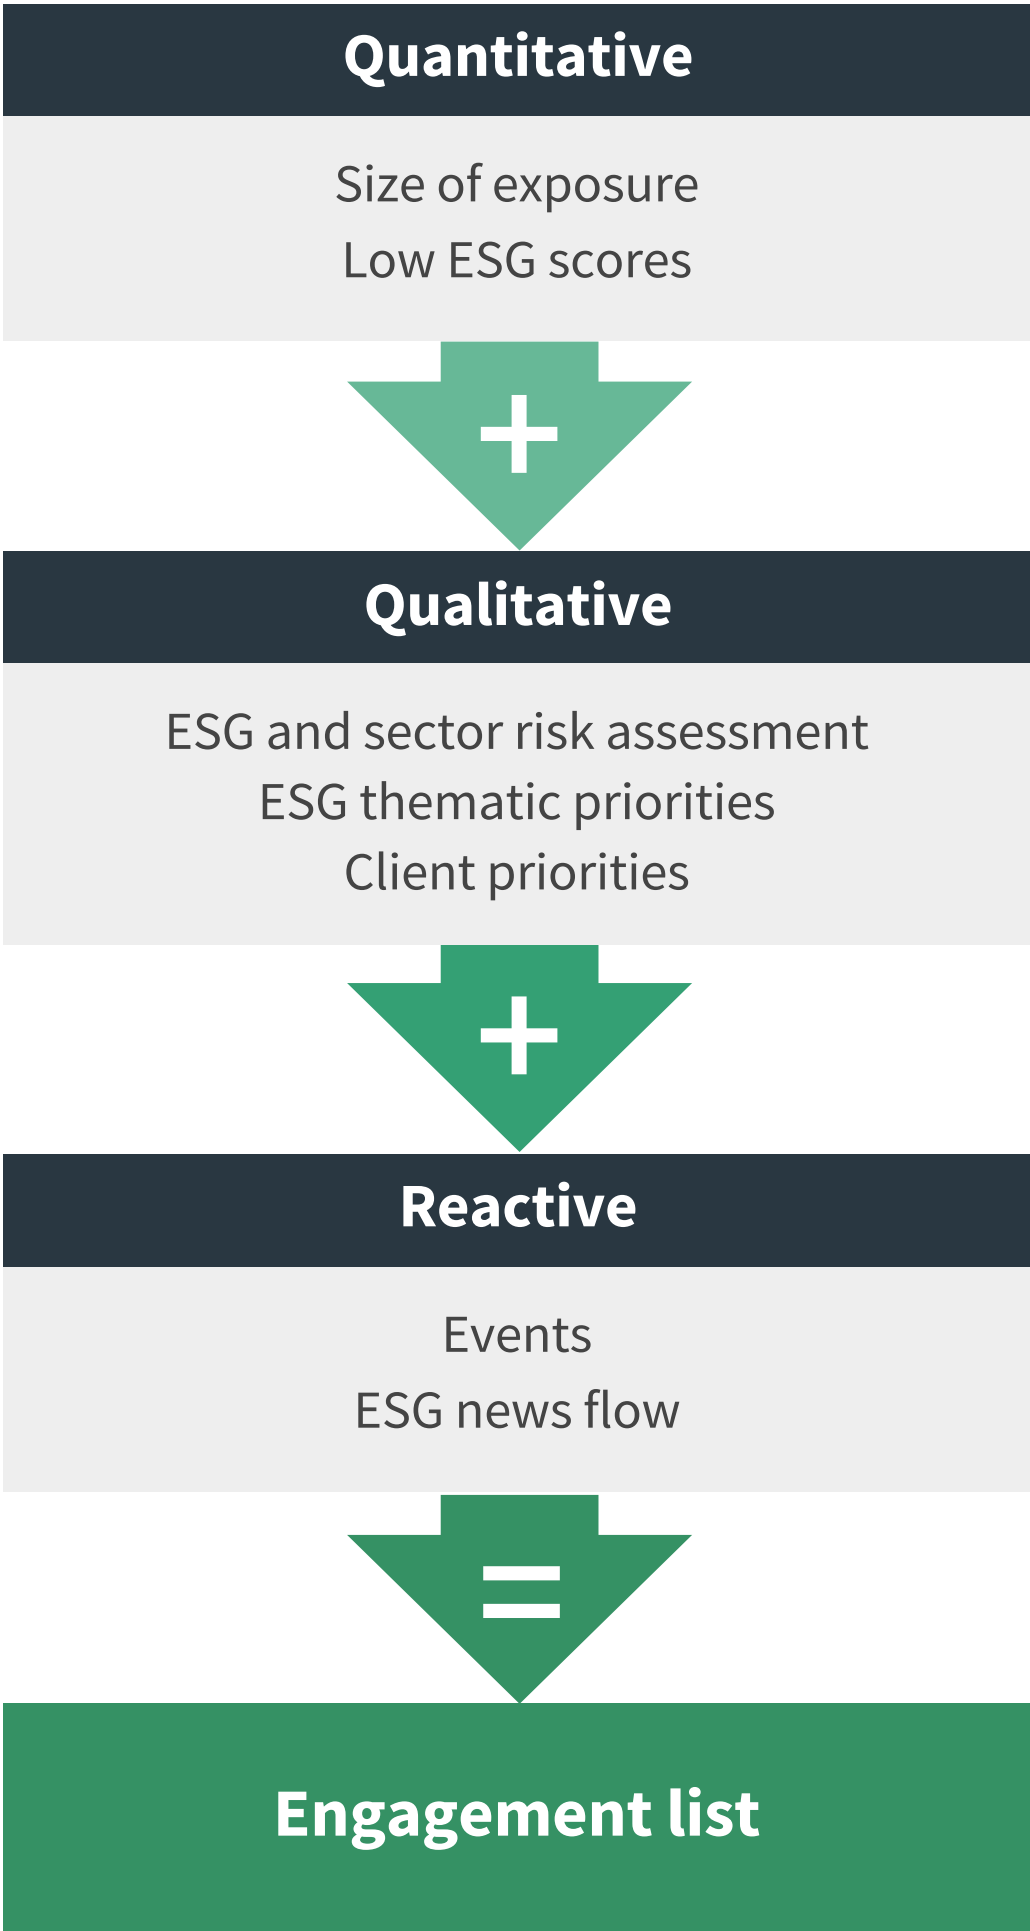 Quantitative
Size of exposure
Low ESG scores
+
Qualitative
ESG and sector risk assessment
ESG thematic priorities
Client priorities
+
Reactive
Events
ESG news flow
=
Engagement list